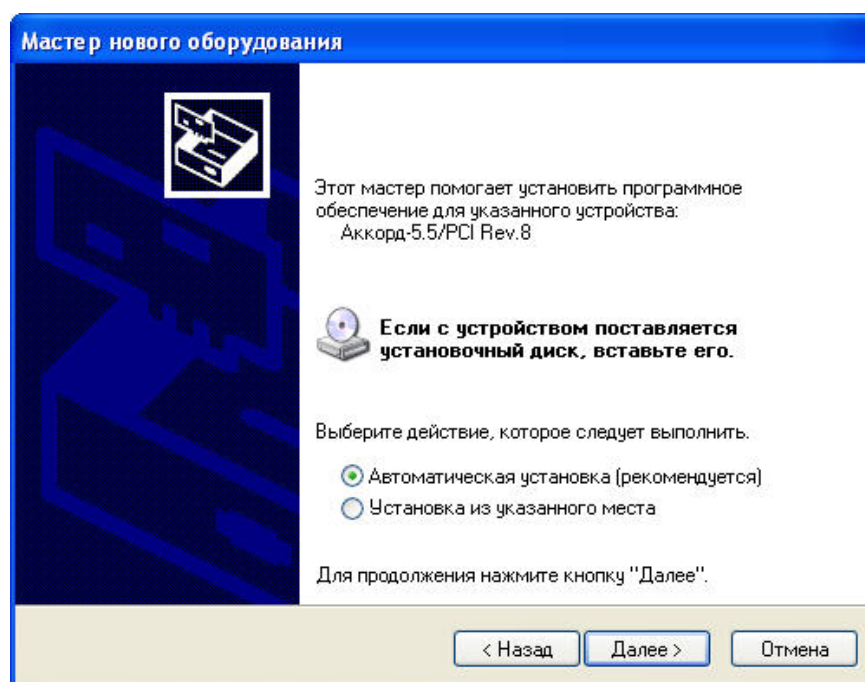 Мастер нового оборудования
Этот мастер помогает установить программное
обеспечение для указанного устройства:
Аккорд-5.5/PCI Rev.8
Если с устройством поставляется
установочный диск, вставьте его.
Выберите действие, которое следует выполнить.
Автоматическая установка (рекомендуется)
Установка из указанного места
Для продолжения нажмите кнопку "Далее".
< Назад Далее > Отмена